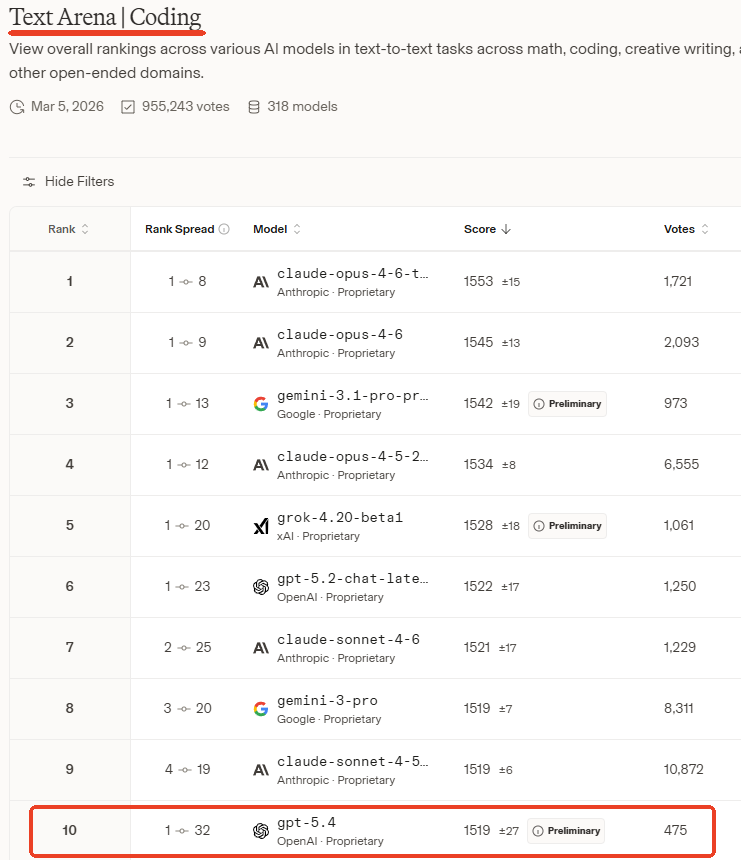 Text Arena | Coding
View overall rankings across various AI models in text-to-text tasks across math, coding, creative writing,
other open-ended domains.
Mar 5, 2026 955,243 votes 318 models
Hide Filters
Rank Rank Spread Model Score Votes
1 1 8 claude-opus-4-6-t… 1553 ±15 1,721
Anthropic · Proprietary
2 1 9 claude-opus-4-6 1545 ±13 2,093
Anthropic · Proprietary
3 1 13 gemini-3.1-pro-pr… 1542 ±19 Preliminary 973
Google · Proprietary
4 1 12 claude-opus-4-5-2… 1534 ±8 6,555
Anthropic · Proprietary
5 1 20 grok-4.20-beta1 1528 ±18 Preliminary 1,061
xAI · Proprietary
6 1 23 gpt-5.2-chat-late… 1522 ±17 1,250
OpenAI · Proprietary
7 2 25 claude-sonnet-4-6 1521 ±17 1,229
Anthropic · Proprietary
8 3 20 gemini-3-pro 1519 ±7 8,311
Google · Proprietary
9 4 19 claude-sonnet-4-5… 1519 ±6 10,872
Anthropic · Proprietary
10 1 32 gpt-5.4 1519 ±27 Preliminary 475
OpenAI · Proprietary